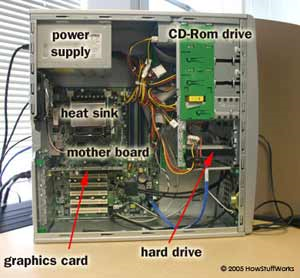 power
supply
CD-Rom drive
heat sink
mother board
graphics card
hard drive
© 2005 HowStuffWorks